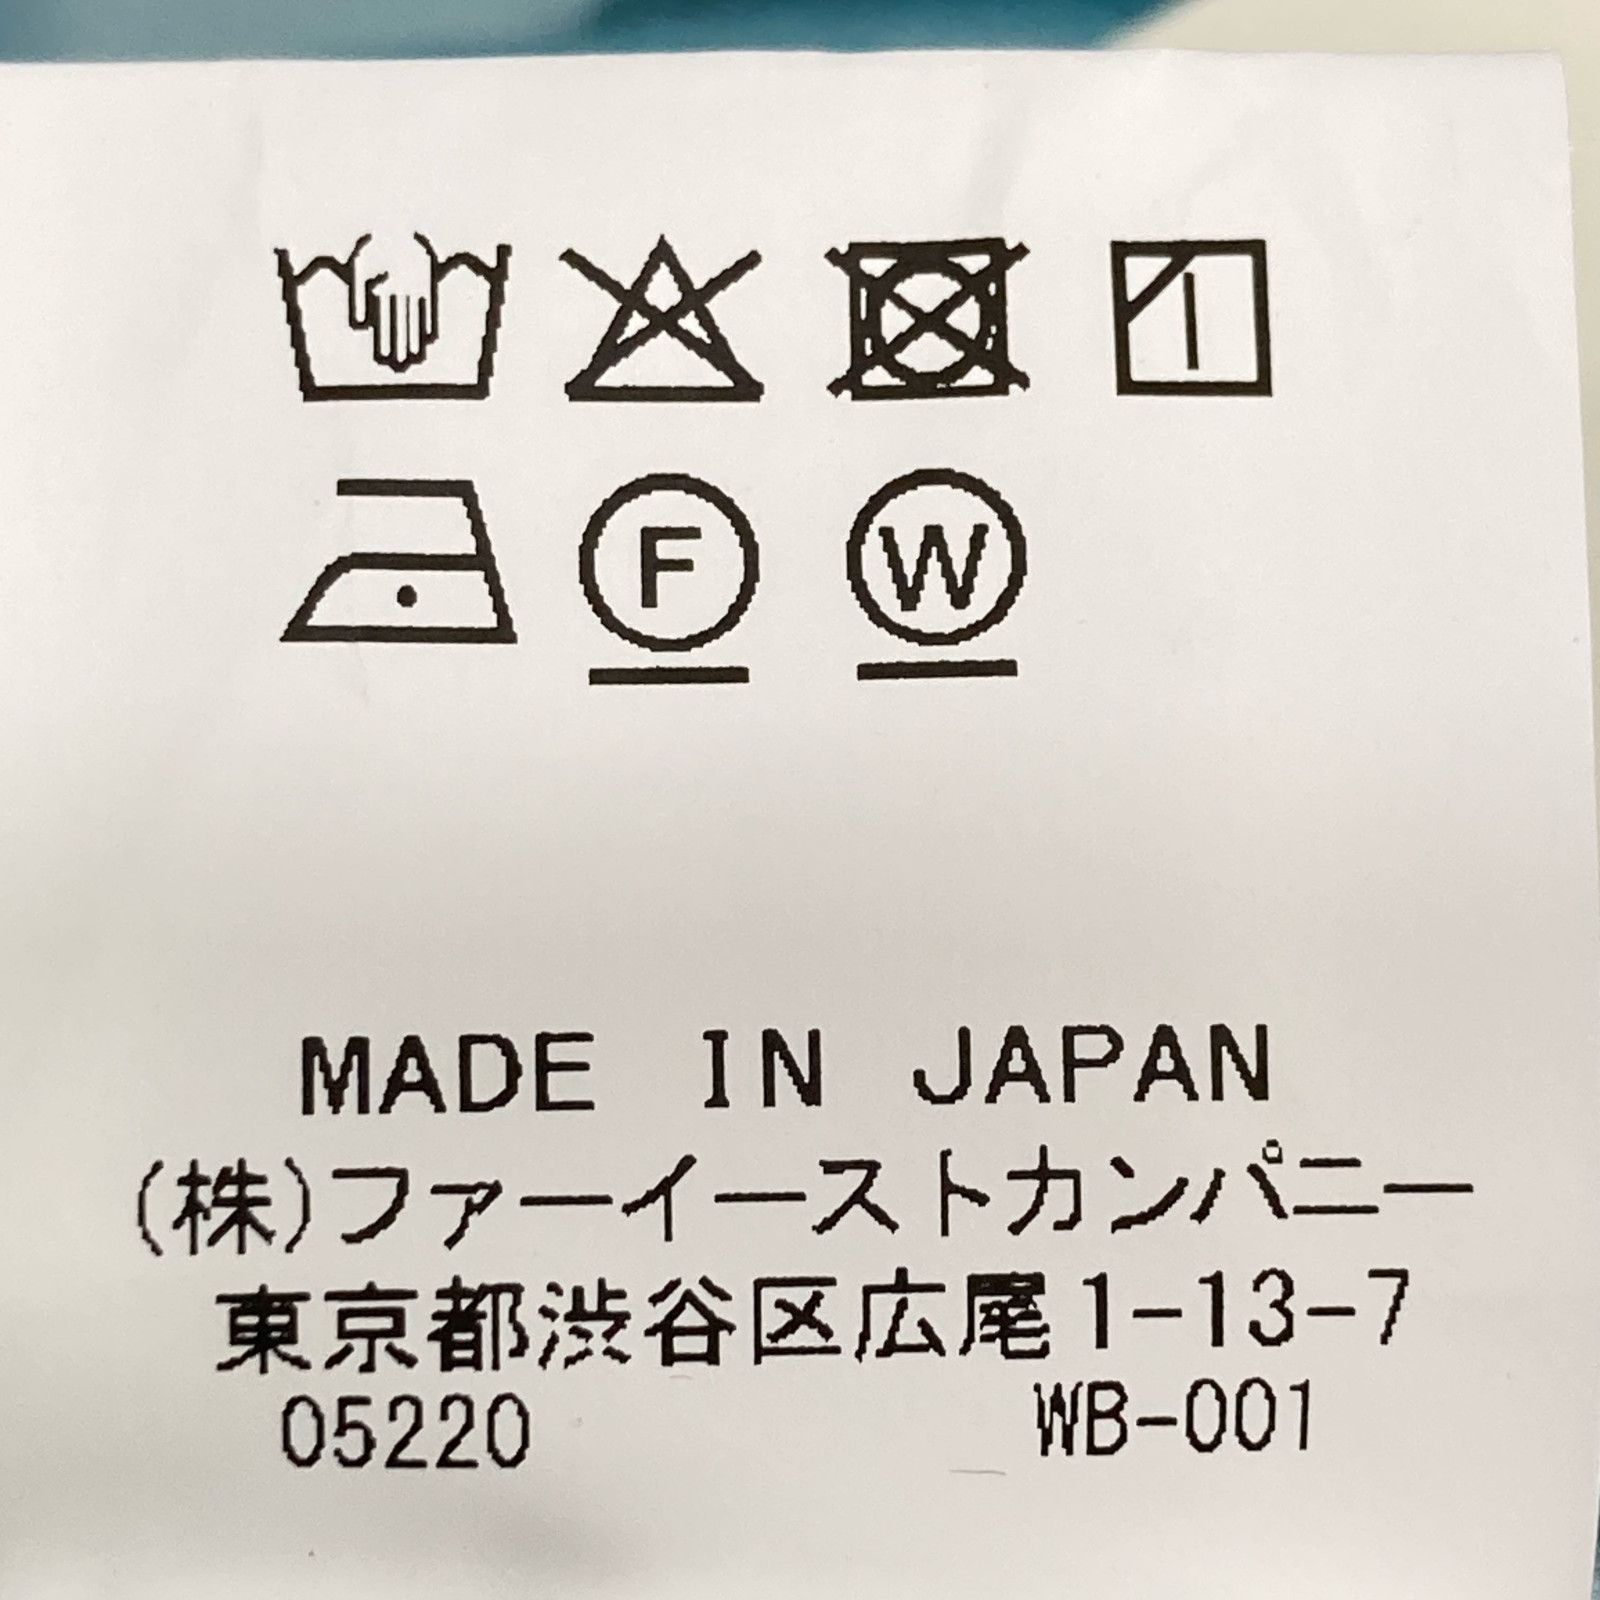 F W
MADE IN JAPAN
(株)ファーイーストカンパニー
東京都渋谷区広尾1-13-7
05220 WB-001